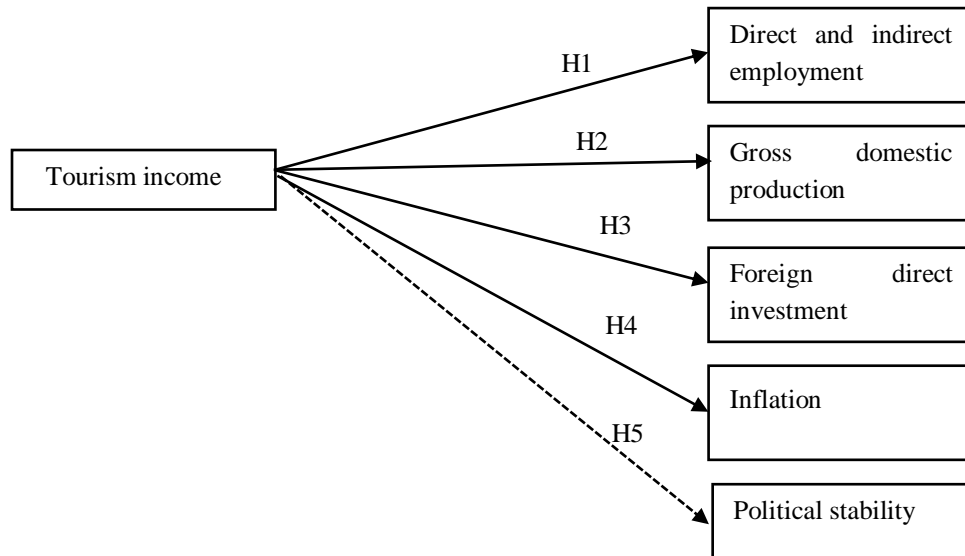 Direct and indirect
employment
H1
H2
Tourism income
Gross domestic
production
H3
Foreign direct
investment
H4
Inflation
H5
Political stability